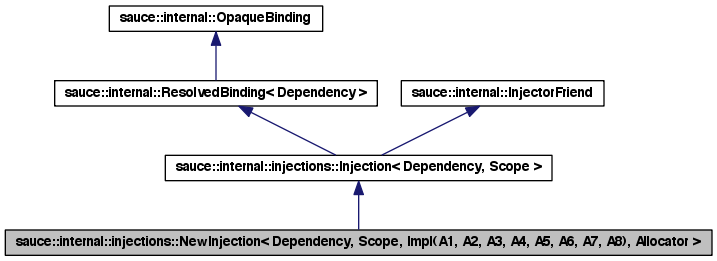 sauce::internal::OpaqueBinding
sauce::internal::ResolvedBinding< Dependency >
sauce::internal::InjectorFriend
sauce::internal::injections::Injection< Dependency, Scope >
sauce::internal::injections::NewInjection< Dependency, Scope, Impl(A1, A2, A3, A4, A5, A6, A7, A8), Allocator >